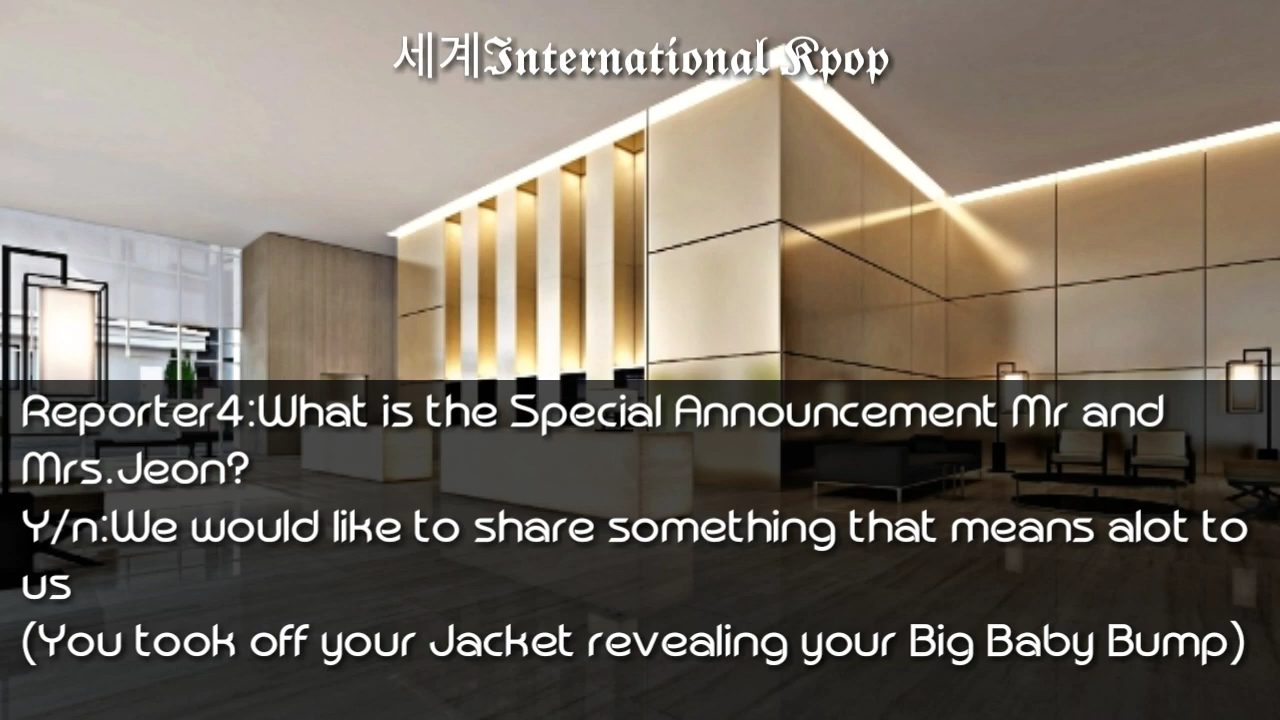 세계International Kpop
Reporter4:What is the Special Announcement Mr and
Mrs.Jeon?
Y/n:We would like to share something that means alot to
us
(You took off your Jacket revealing your Big Baby Bump)